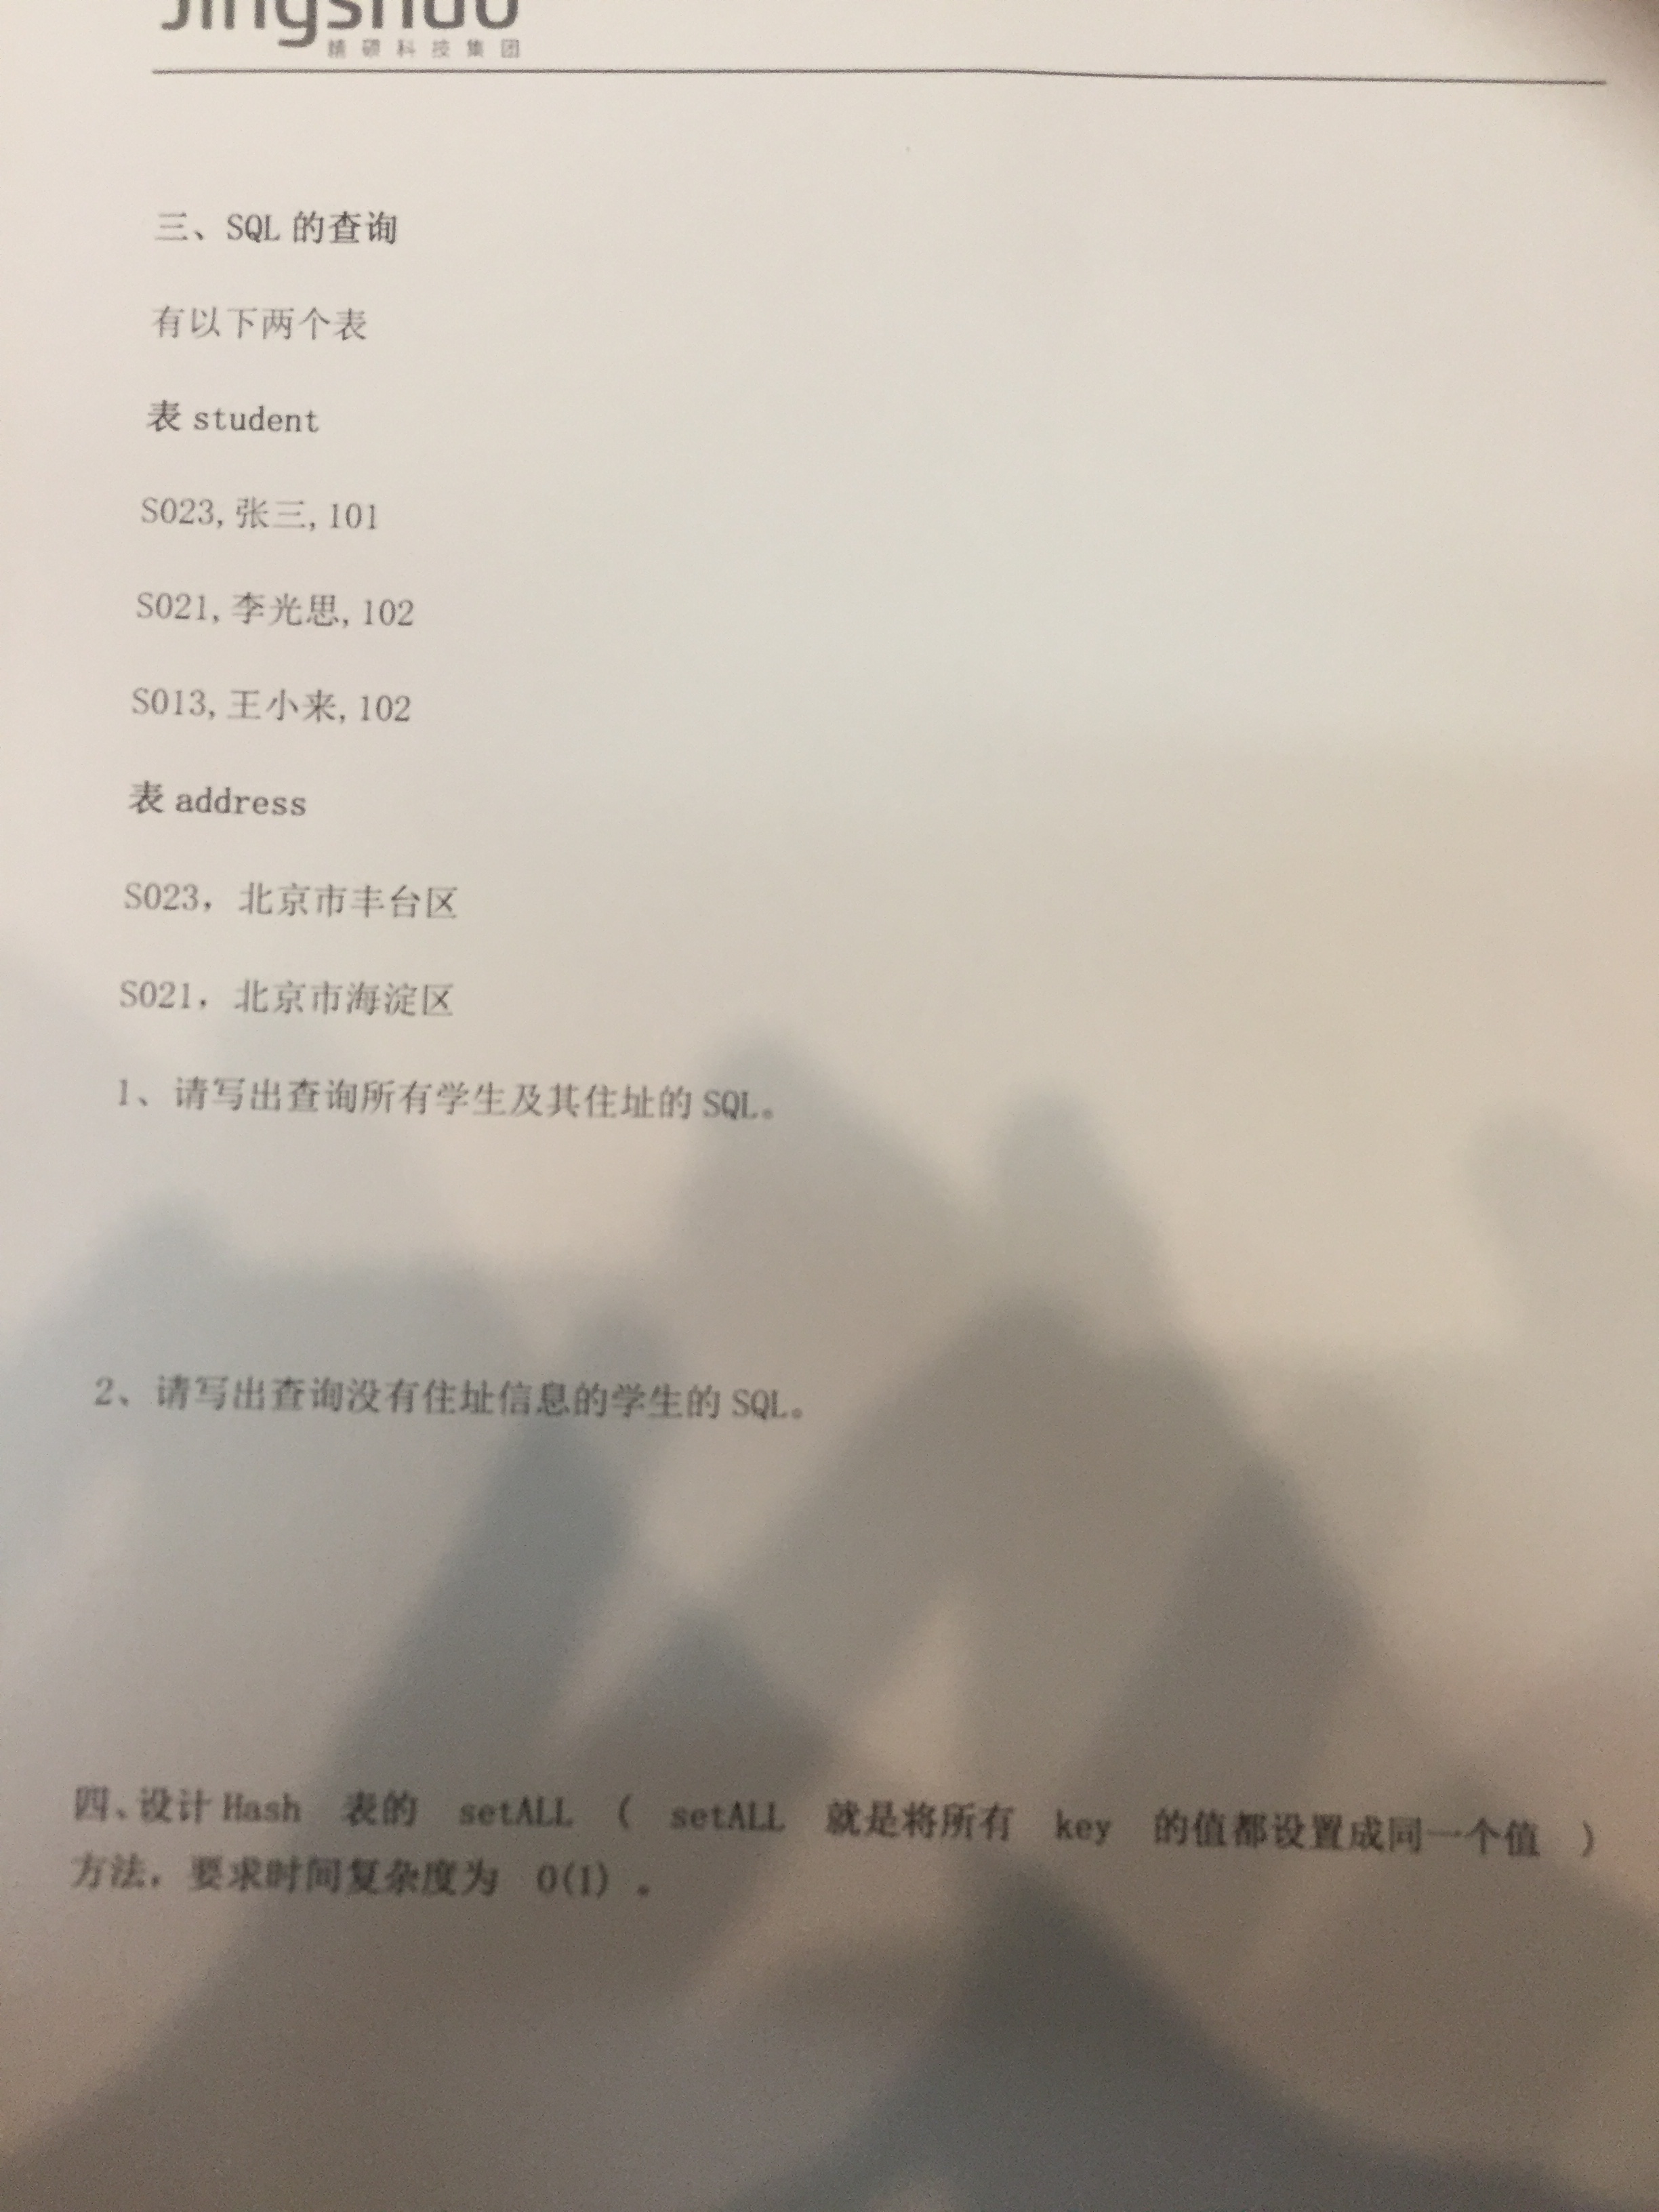 Jingshuo
精硕科技集团
三、SQL 的查询
有以下两个表
表 student
S023,张三,101
S021,李光思,102
S013,王小来,102
表 address
S023，北京市丰台区
S021，北京市海淀区
1、请写出查询所有学生及其住址的 SQL。
2、请写出查询没有住址信息的学生的 SQL。
四、设计 Hash 表的 setALL ( setALL 就是将所有 key 的值都设置成同一个值 )
方法，要求时间复杂度为 O(1) 。